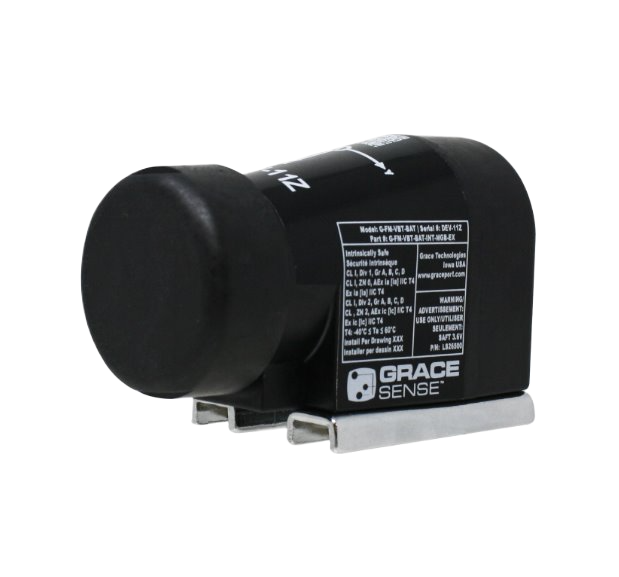 -11Z
Model: G-FM-VBT-BAT | Serial #: DEV-11Z
Part #: G-FM-VBT-BAT-INT-HGB-EX
Intrinsically Safe
Sécurité Intrinsèque
CL I, Div 1, Gr A, B, C, D
CL I, ZN 0, AEx ia [ia] IIC T4
Ex ia [ia] IIC T4
CL I, Div 2, Gr A, B, C, D
CL , ZN 2, AEx ic [ic] IIC T4
Ex ic [ic] IIC T4
T4: -40°C ≤ Ta ≤ 60°C
Install Per Drawing XXX
Installer par dessin XXX
Grace Technologies
Iowa USA
www.graceport.com
WARNING/
ADVERTISSEMENT:
USE ONLY/UTILISER
SEULEMENT:
SAFT 3.6V
P/N: LS26500
GRACE
SENSE™